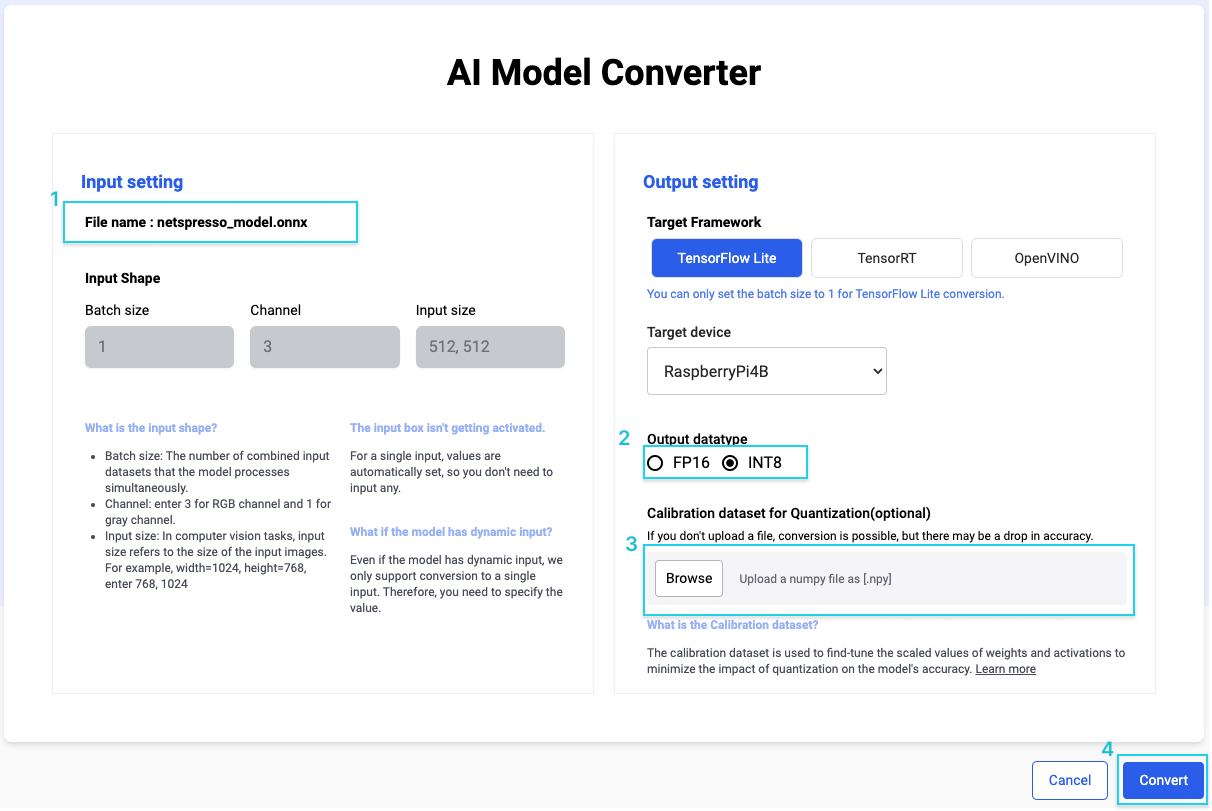 AI Model Converter
1
Input setting
File name : netspresso_model.onnx
Input Shape
Batch size
Channel
Input size
1
3
512, 512
What is the input shape?
• Batch size: The number of combined input
datasets that the model processes
simultaneously.
• Channel: enter 3 for RGB channel and 1 for
gray channel.
• Input size: In computer vision tasks, input
size refers to the size of the input images.
For example, width=1024, height=768,
enter 768, 1024
The input box isn't getting activated.
For a single input, values are
automatically set, so you don't need to
input any.
What if the model has dynamic input?
Even if the model has dynamic input, we
only support conversion to a single
input. Therefore, you need to specify the
value.
Output setting
Target Framework
TensorFlow Lite
TensorRT
OpenVINO
You can only set the batch size to 1 for TensorFlow Lite conversion.
Target device
RaspberryPi4B
2
Output datatype
FP16
INT8
Calibration dataset for Quantization(optional)
If you don't upload a file, conversion is possible, but there may be a drop in accuracy.
3
Browse
Upload a numpy file as [.npy]
What is the Calibration dataset?
The calibration dataset is used to find-tune the scaled values of weights and activations to
minimize the impact of quantization on the model's accuracy. Learn more
4
Cancel
Convert